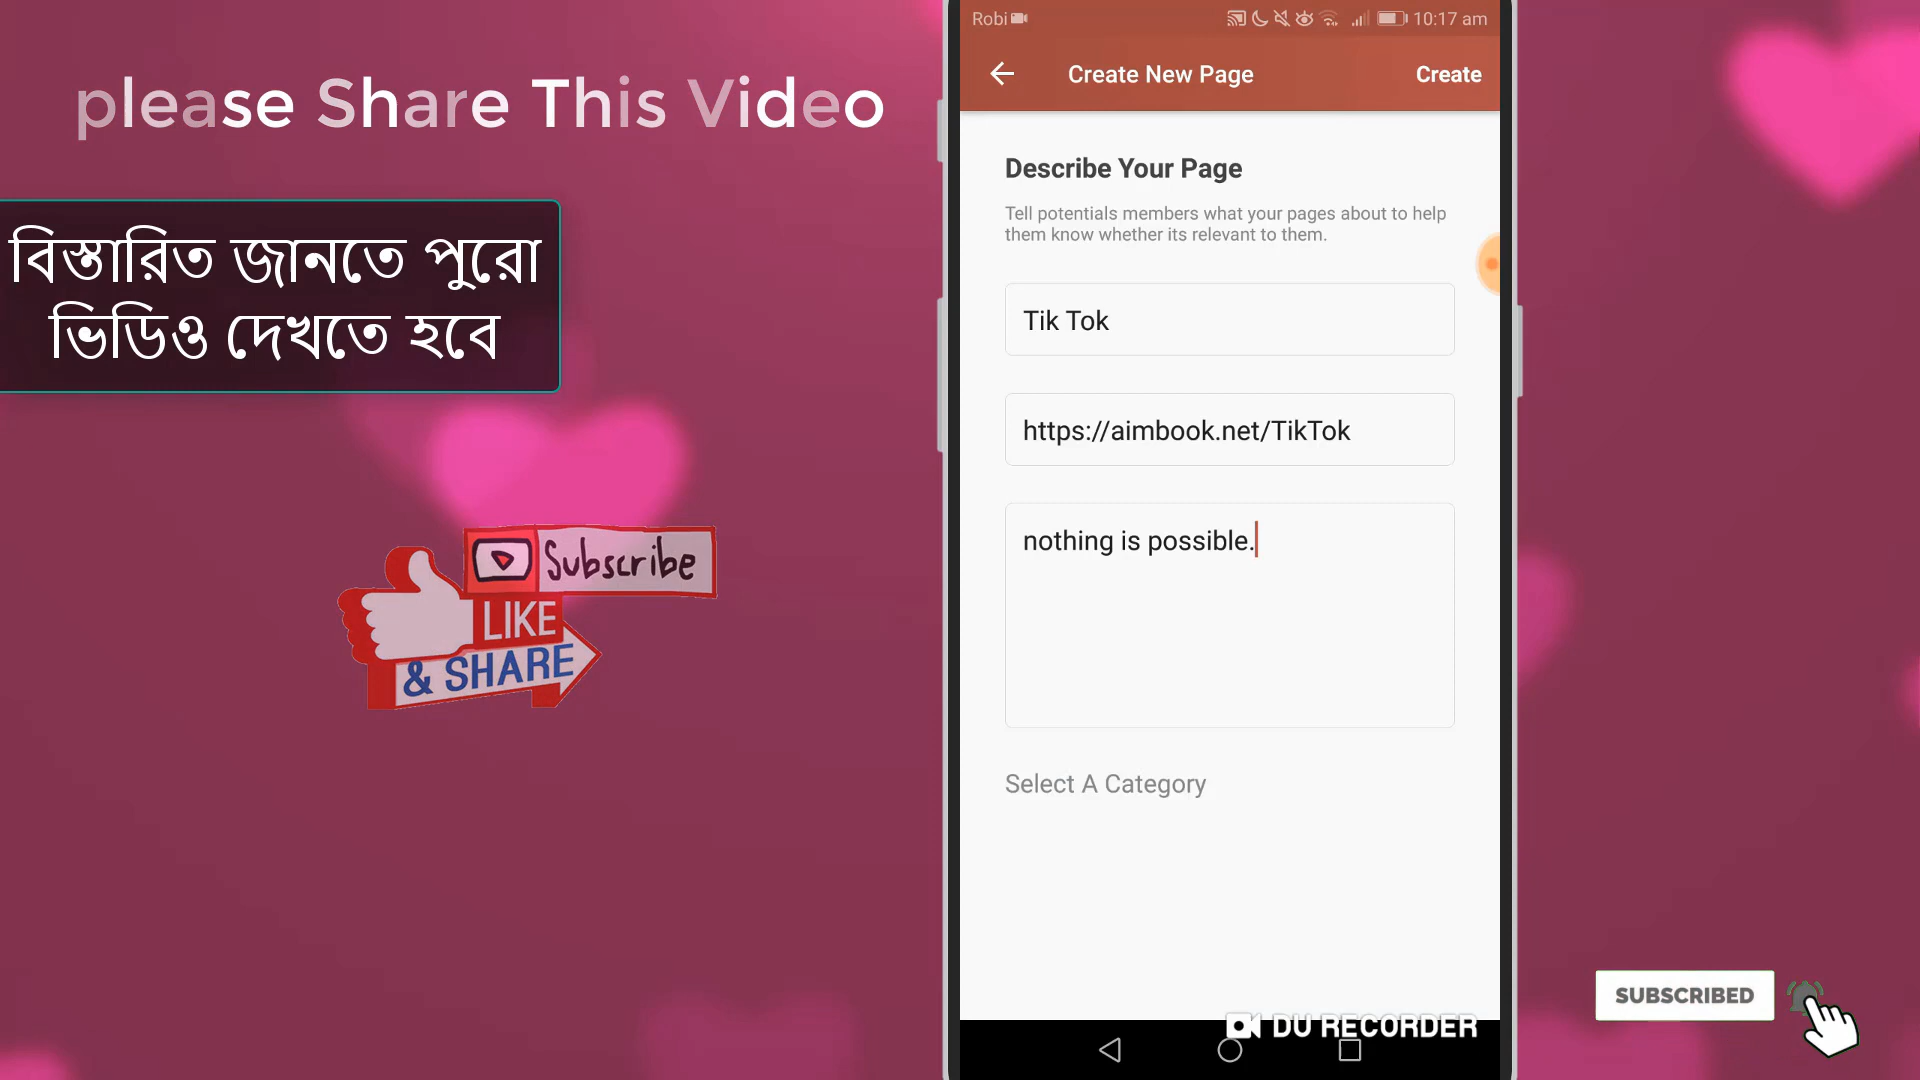 please Share This Video
বিস্তারিত জানতে পুরো
ভিডিও দেখতে হবে
Subscribe
LIKE
& SHARE
Robi
10:17 am
Create New Page
Create
Describe Your Page
Tell potentials members what your pages about to help
them know whether its relevant to them.
Tik Tok
https://aimbook.net/TikTok
nothing is possible.
Select A Category
DU RECORDER
SUBSCRIBED